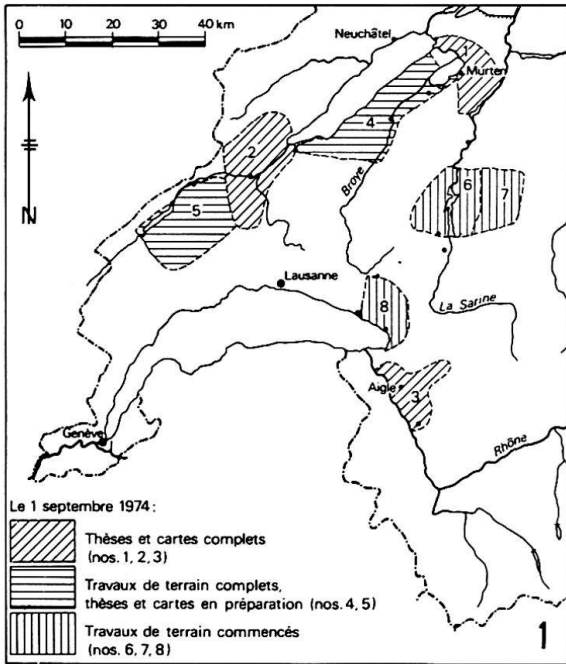 0 10 20 30 40 km
Neuchâtel
1
Murten
2
4
Broye
N
5
6
7
Lausanne
8
La Sarine
Aigle
3
Genève
Rhône
Le 1 septembre 1974 :
Thèses et cartes complets
(nos. 1, 2, 3)
Travaux de terrain complets,
thèses et cartes en préparation (nos. 4, 5)
Travaux de terrain commencés
(nos. 6, 7, 8)
1